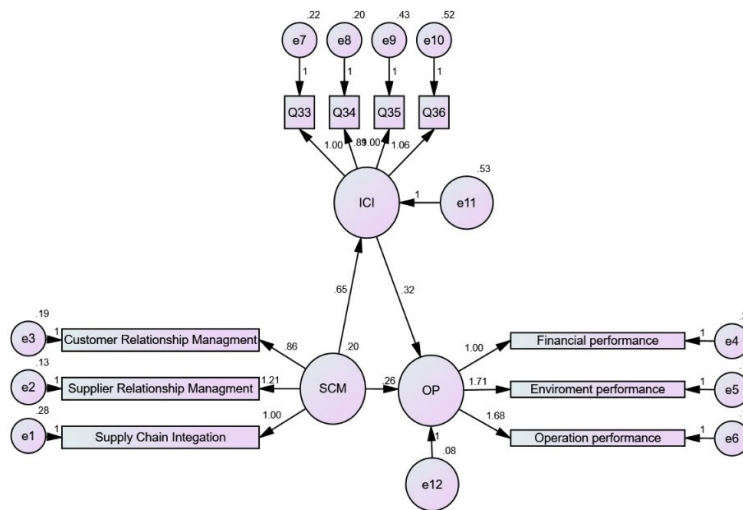 .22 .20 .43 .52
e7 e8 e9 e10
1 1 1 1
Q33 Q34 Q35 Q36
1.00 .89 1.00 1.06
.53
ICI 1 e11
.65 .32
.19
e3 1 Customer Relationship Managment .86
.20
Financial performance 1 e4
1.00
.13
e2 1 Supplier Relationship Managment 1.21 SCM .26 OP 1.71 Enviroment performance 1 e5
.28
e1 1 Supply Chain Integation 1.00
1.68 Operation performance 1 e6
1
.08
e12